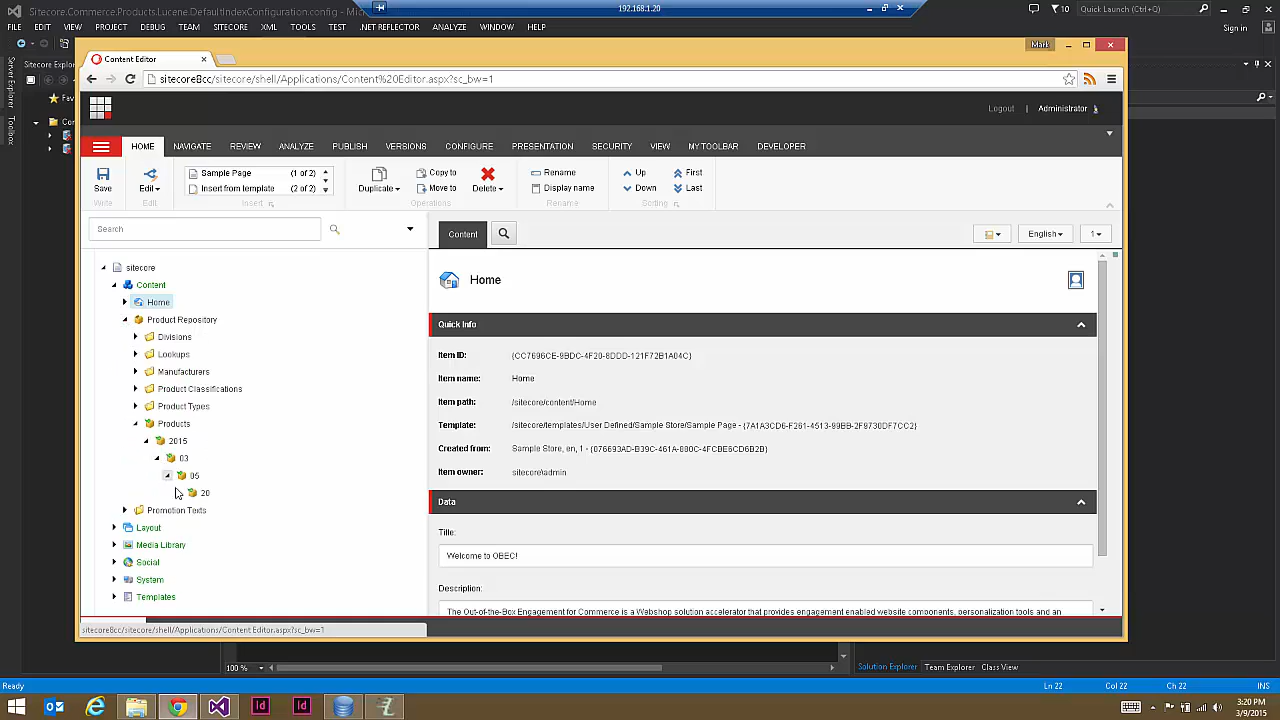 Sitecore.Commerce.Products.Lucene.DefaultIndexConfiguration.config -
192.168.1.20
10
Quick Launch (Ctrl+Q)
FILE EDIT VIEW PROJECT DEBUG TEAM SITECORE XML TOOLS TEST .NET REFLECTOR ANALYZE WINDOW HELP
Sign in
Mark
Content Editor
sitecore8cc/sitecore/shell/Applications/Content%20Editor.aspx?sc_bw=1
Sitecore Explorer
Server Explorer
Toolbox
Logout | Administrator
HOME NAVIGATE REVIEW ANALYZE PUBLISH VERSIONS CONFIGURE PRESENTATION SECURITY VIEW MY TOOLBAR DEVELOPER
Sample Page (1 of 2)
Insert from template (2 of 2)
Save
Edit
Duplicate
Copy to
Move to
Delete
Rename
Display name
Up
Down
First
Last
Write Edit Insert Operations Rename Sorting
Search
Content
English
1
sitecore
Content
Home
Product Repository
Divisions
Lookups
Manufacturers
Product Classifications
Product Types
Products
2015
03
05
20
Promotion Texts
Layout
Media Library
Social
System
Templates
Home
Quick Info
Item ID: {CC7696CE-9BDC-4F20-8DDD-121F72B1A04C}
Item name: Home
Item path: /sitecore/content/Home
Template: /sitecore/templates/User Defined/Sample Store/Sample Page - {7A1A3CD6-F261-4513-99BB-2F9730DF7CC2}
Created from: Sample Store, en, 1 - {076693AD-B39C-461A-880C-4FCBE6CD6B2B}
Item owner: sitecore\admin
Data
Title:
Welcome to OBEC!
Description:
The Out-of-the-Box Engagement for Commerce is a Webshop solution accelerator that provides engagement enabled website components, personalization tools and an
sitecore8cc/sitecore/shell/Applications/Content Editor.aspx?sc_bw=1
100 %
Solution Explorer Team Explorer Class View
Ready
Ln 22 Col 22 Ch 22 INS
3:20 PM
3/9/2015